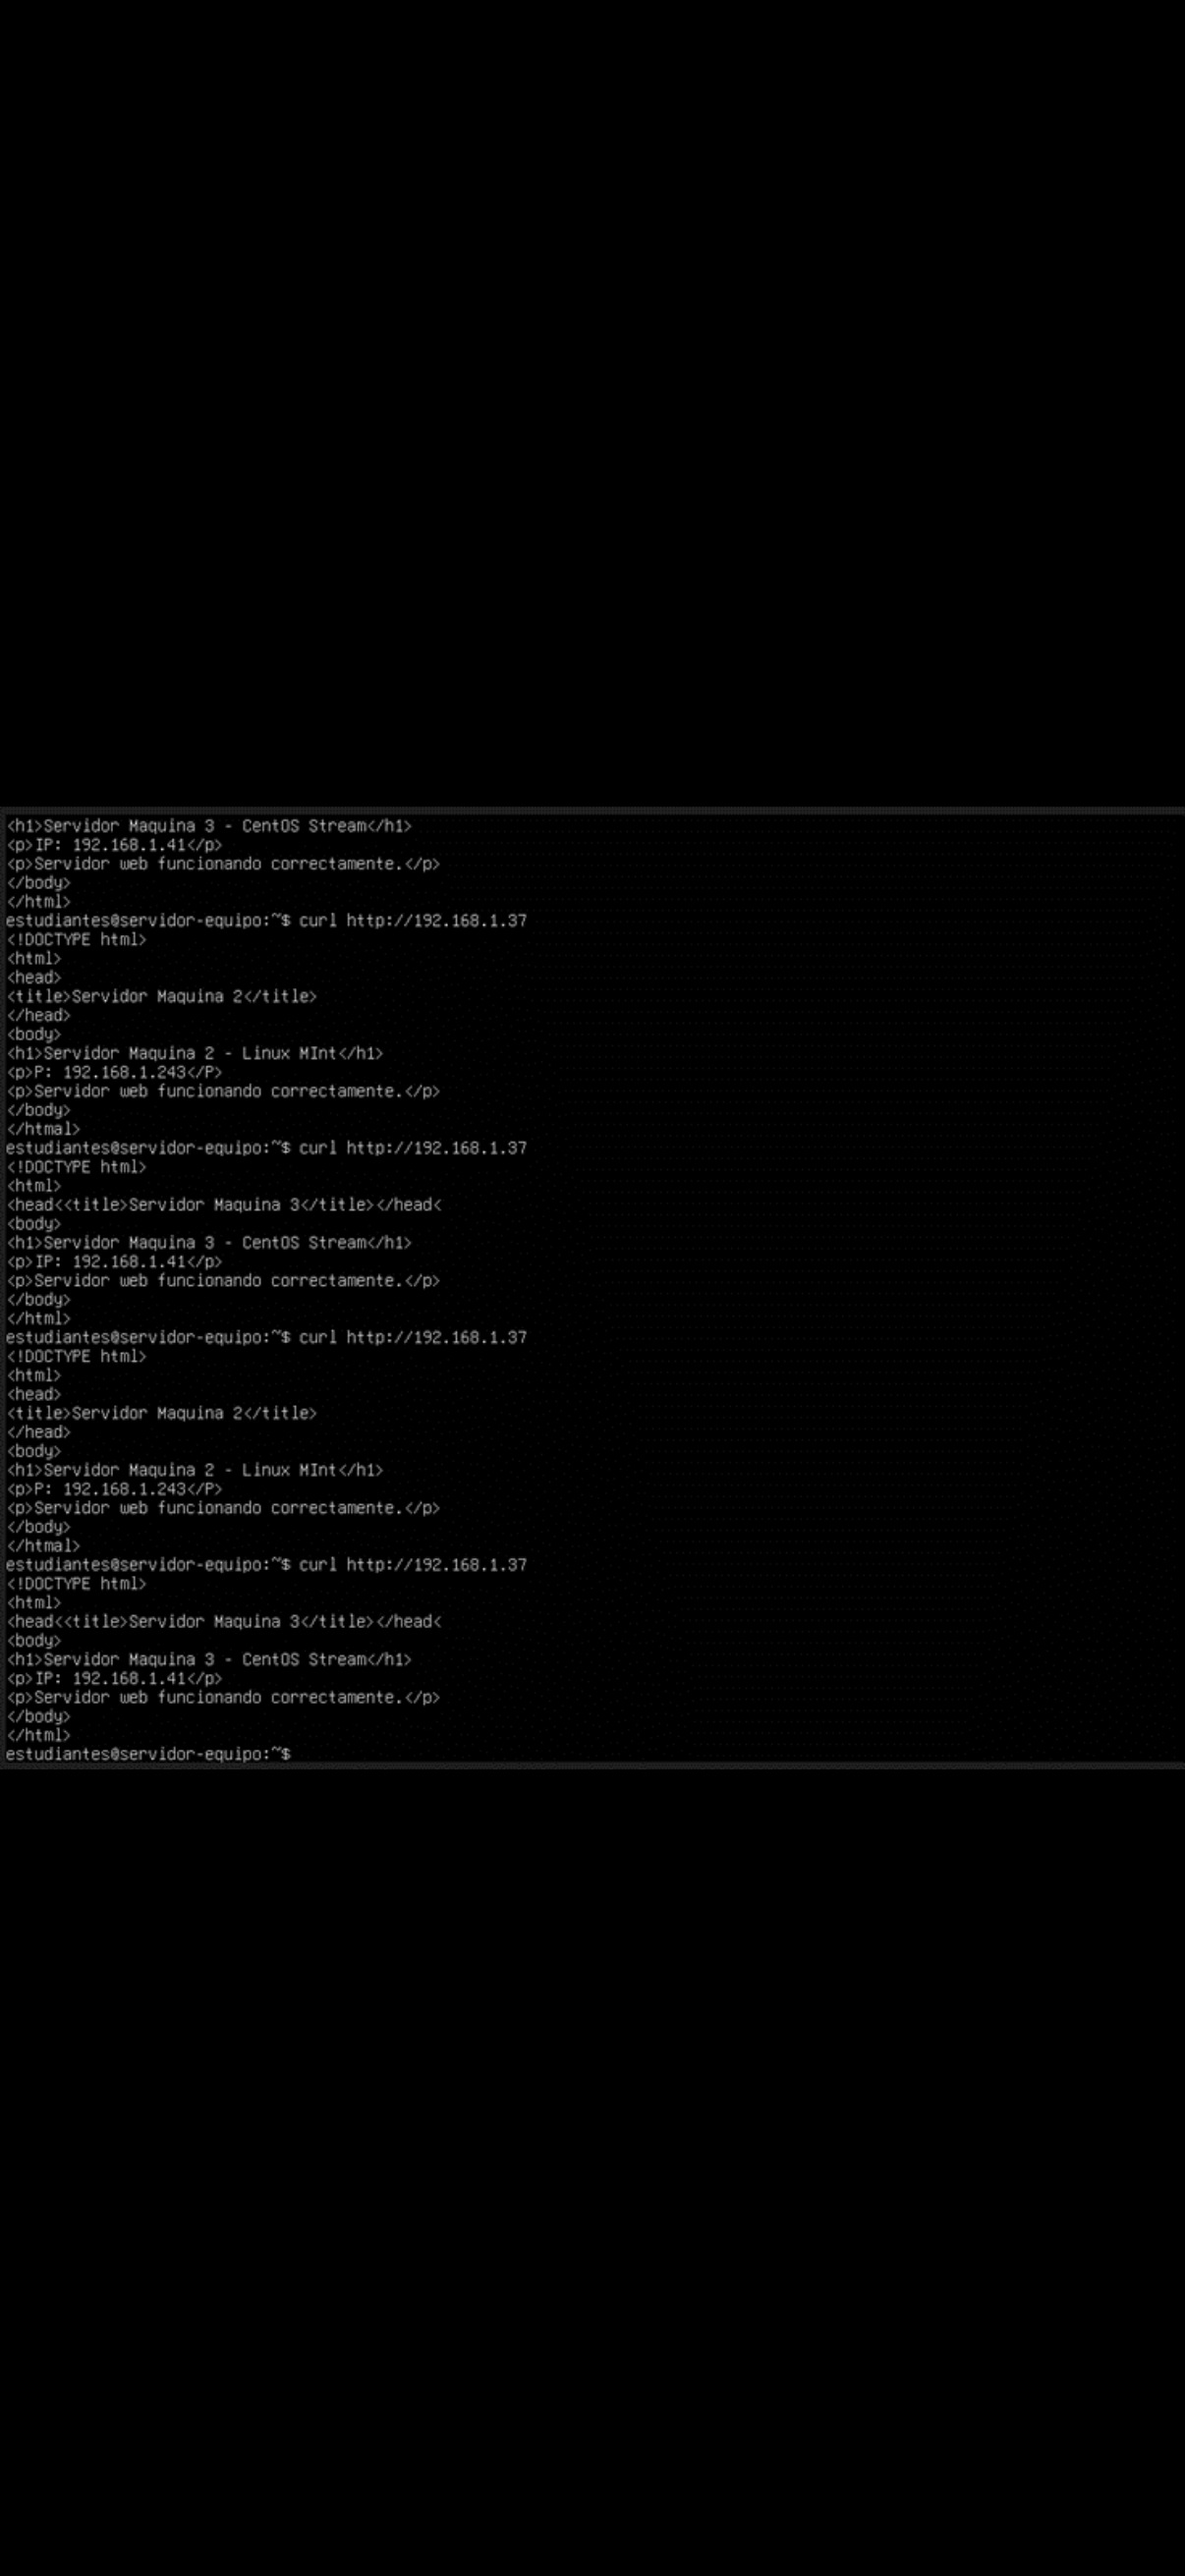 <h1>Servidor Maquina 3 - CentOS Stream</h1>
<p>IP: 192.168.1.41</p>
<p>Servidor web funcionando correctamente.</p>
</body>
</html>
estudiantes@servidor-equipo:~$ curl http://192.168.1.37
<!DOCTYPE html>
<html>
<head>
<title>Servidor Maquina 2</title>
</head>
<body>
<h1>Servidor Maquina 2 - Linux MInt</h1>
<p>P: 192.168.1.243</P>
<p>Servidor web funcionando correctamente.</p>
</body>
</htmal>
estudiantes@servidor-equipo:~$ curl http://192.168.1.37
<!DOCTYPE html>
<html>
<head<<title>Servidor Maquina 3</title></head<
<body>
<h1>Servidor Maquina 3 - CentOS Stream</h1>
<p>IP: 192.168.1.41</p>
<p>Servidor web funcionando correctamente.</p>
</body>
</html>
estudiantes@servidor-equipo:~$ curl http://192.168.1.37
<!DOCTYPE html>
<html>
<head>
<title>Servidor Maquina 2</title>
</head>
<body>
<h1>Servidor Maquina 2 - Linux MInt</h1>
<p>P: 192.168.1.243</P>
<p>Servidor web funcionando correctamente.</p>
</body>
</htmal>
estudiantes@servidor-equipo:~$ curl http://192.168.1.37
<!DOCTYPE html>
<html>
<head<<title>Servidor Maquina 3</title></head<
<body>
<h1>Servidor Maquina 3 - CentOS Stream</h1>
<p>IP: 192.168.1.41</p>
<p>Servidor web funcionando correctamente.</p>
</body>
</html>
estudiantes@servidor-equipo:~$